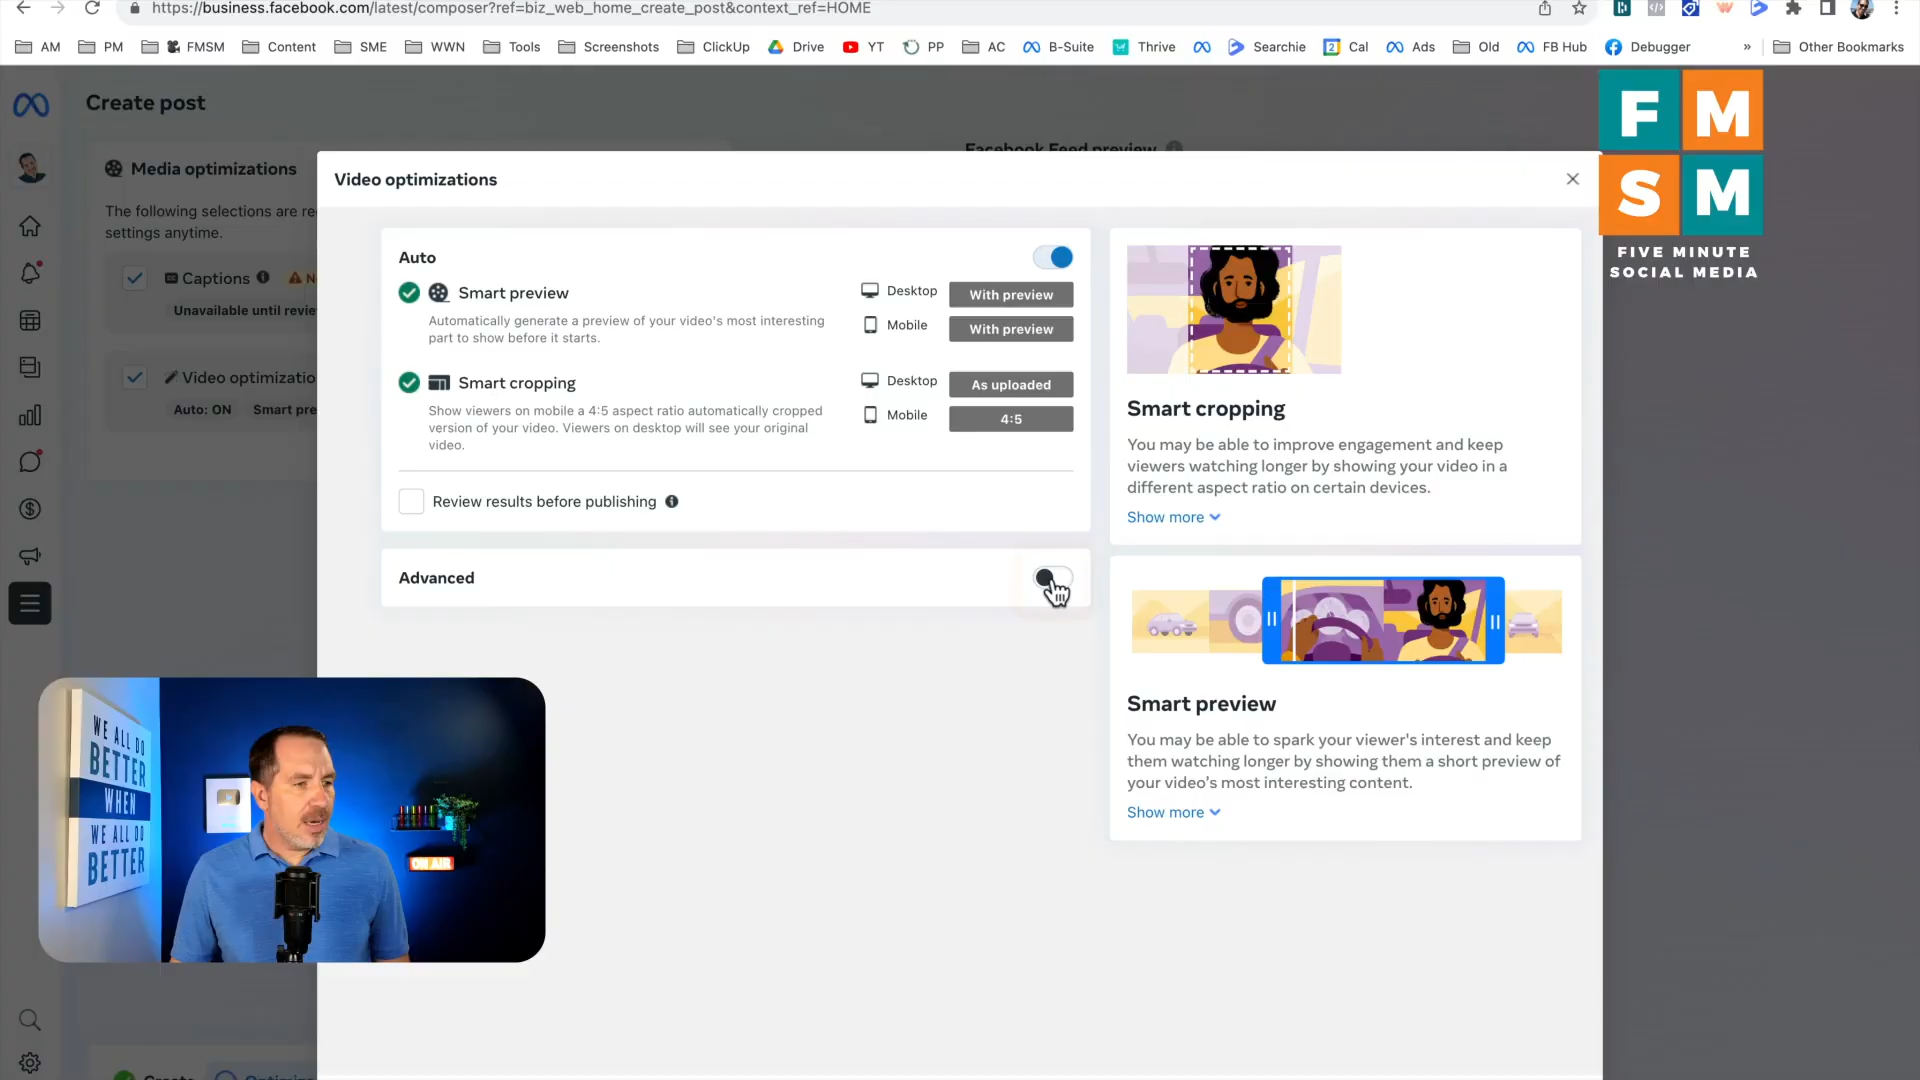 https://business.facebook.com/latest/composer?ref=biz_web_home_create_post&context_ref=HOME
AM PM FMSM Content SME WWN Tools Screenshots ClickUp Drive YT PP AC B-Suite Thrive Searchie Cal Ads Old FB Hub Debugger » Other Bookmarks
Create post
Facebook Feed preview
Media optimizations
The following selections are re
settings anytime.
Captions
Unavailable until revie
Video optimizatio
Auto: ON Smart pre
Video optimizations
Auto
Smart preview
Automatically generate a preview of your video's most interesting
part to show before it starts.
Desktop With preview
Mobile With preview
Smart cropping
Show viewers on mobile a 4:5 aspect ratio automatically cropped
version of your video. Viewers on desktop will see your original
video.
Desktop As uploaded
Mobile 4:5
Review results before publishing
Advanced
Smart cropping
You may be able to improve engagement and keep
viewers watching longer by showing your video in a
different aspect ratio on certain devices.
Show more
Smart preview
You may be able to spark your viewer's interest and keep
them watching longer by showing them a short preview of
your video's most interesting content.
Show more
F M
S M
FIVE MINUTE
SOCIAL MEDIA
WE ALL DO
BETTER
WHEN
WE ALL DO
BETTER
ON AIR